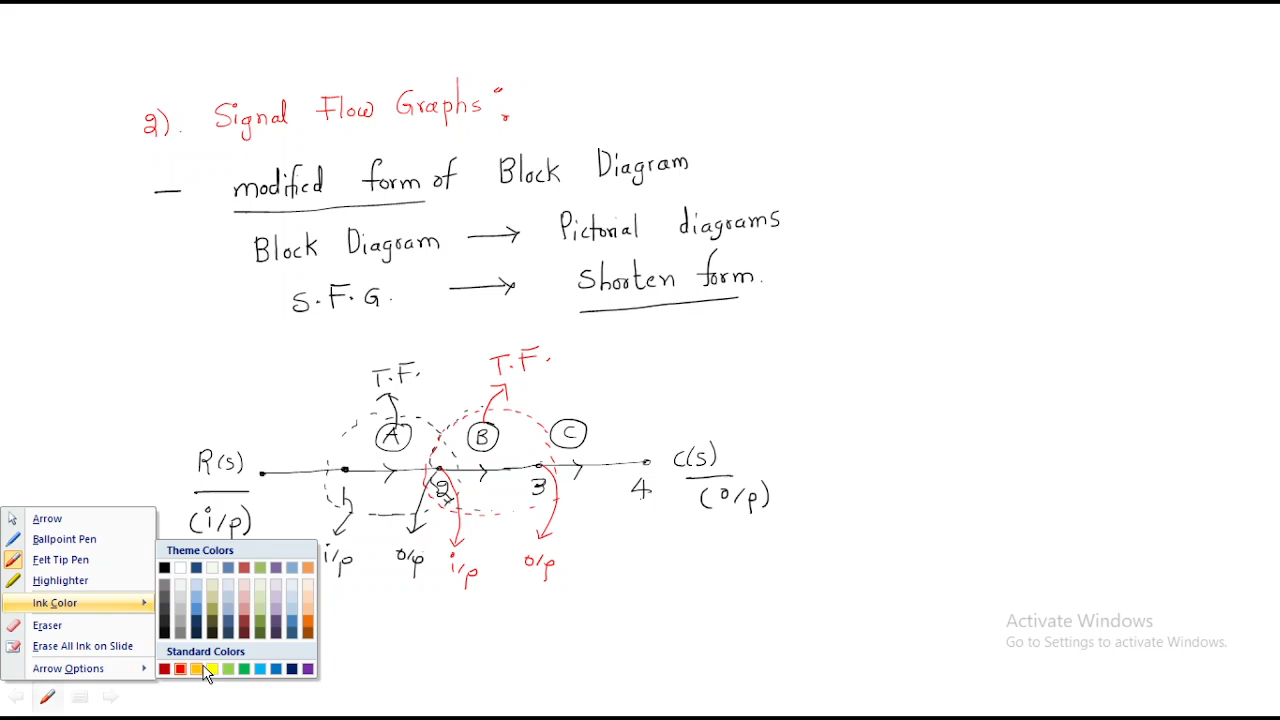 2). Signal Flow Graphs :
— modified form of Block Diagram
Block Diagram → Pictorial diagrams
S.F.G. → Shorten form.
T.F. T.F.
A B C
R(s) C(s)
2 3 4
(i/p) (o/p)
i/p o/p i/p o/p
Arrow
Ballpoint Pen
Felt Tip Pen
Highlighter
Ink Color
Eraser
Erase All Ink on Slide
Arrow Options
Theme Colors
Standard Colors
Activate Windows
Go to Settings to activate Windows.